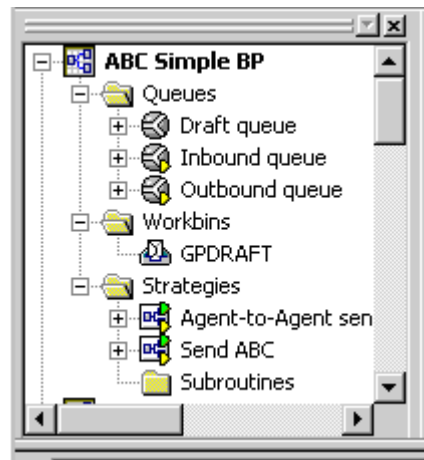 ABC Simple BP
Queues
Draft queue
Inbound queue
Outbound queue
Workbins
GPDRAFT
Strategies
Agent-to-Agent sen
Send ABC
Subroutines